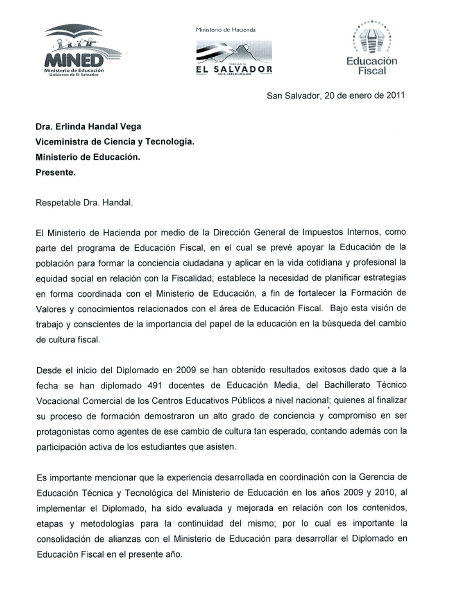 MINED
Ministerio de Educación
Gobierno de El Salvador
Ministerio de Hacienda
EL SALVADOR
Educación
Fiscal
San Salvador, 20 de enero de 2011
Dra. Erlinda Handal Vega
Viceministra de Ciencia y Tecnología.
Ministerio de Educación.
Presente.
Respetable Dra. Handal.
El Ministerio de Hacienda por medio de la Dirección General de Impuestos Internos, como
parte del programa de Educación Fiscal, en el cual se prevé apoyar la Educación de la
población para formar la conciencia ciudadana y aplicar en la vida cotidiana y profesional la
equidad social en relación con la Fiscalidad; establece la necesidad de planificar estrategias
en forma coordinada con el Ministerio de Educación, a fin de fortalecer la Formación de
Valores y conocimientos relacionados con el área de Educación Fiscal. Bajo esta visión de
trabajo y conscientes de la importancia del papel de la educación en la búsqueda del cambio
de cultura fiscal.
Desde el inicio del Diplomado en 2009 se han obtenido resultados exitosos dado que a la
fecha se han diplomado 491 docentes de Educación Media, del Bachillerato Técnico
Vocacional Comercial de los Centros Educativos Públicos a nivel nacional; quienes al finalizar
su proceso de formación demostraron un alto grado de conciencia y compromiso en ser
protagonistas como agentes de ese cambio de cultura tan esperado, contando además con la
participación activa de los estudiantes que asisten.
Es importante mencionar que la experiencia desarrollada en coordinación con la Gerencia de
Educación Técnica y Tecnológica del Ministerio de Educación en los años 2009 y 2010, al
implementar el Diplomado, ha sido evaluada y mejorada en relación con los contenidos,
etapas y metodologías para la continuidad del mismo; por lo cual es importante la
consolidación de alianzas con el Ministerio de Educación para desarrollar el Diplomado en
Educación Fiscal en el presente año.